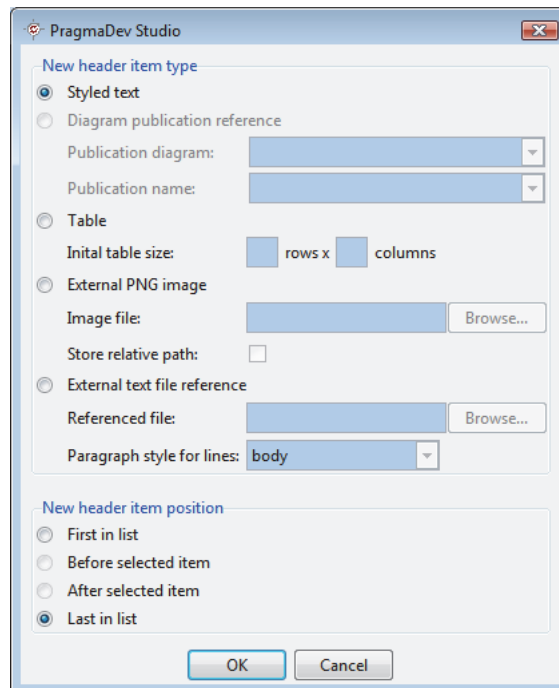 PragmaDev Studio
New header item type
Styled text
Diagram publication reference
Publication diagram:
Publication name:
Table
Inital table size: rows x columns
External PNG image
Image file: Browse...
Store relative path:
External text file reference
Referenced file: Browse...
Paragraph style for lines: body
New header item position
First in list
Before selected item
After selected item
Last in list
OK Cancel